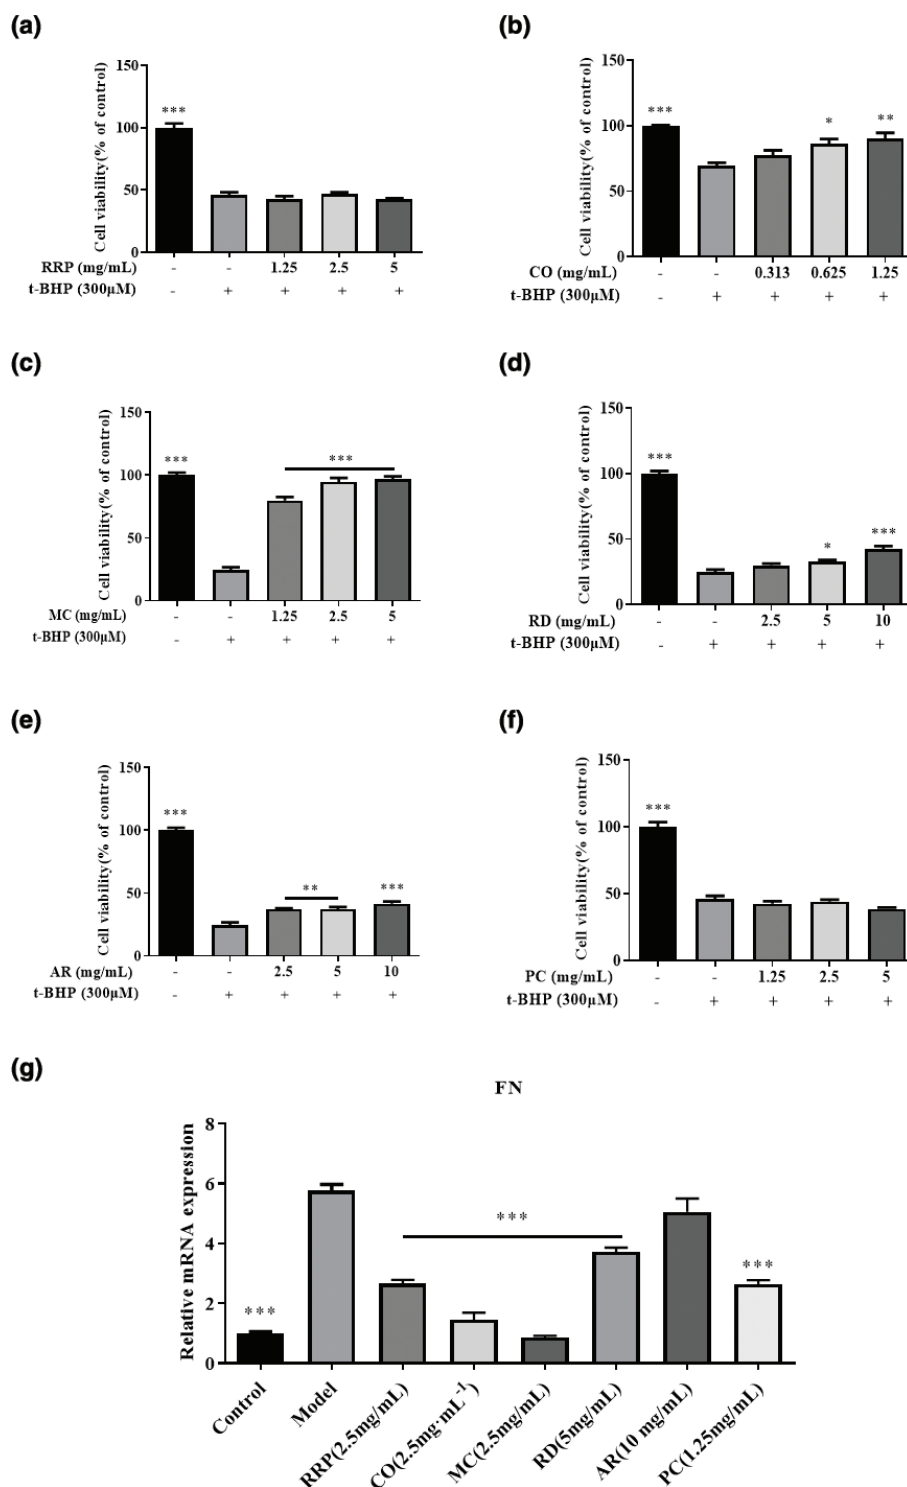 (a)
Cell viability(% of control)
150
100
50
0
***
RRP (mg/mL) - - 1.25 2.5 5
t-BHP (300μM) - + + + +
(b)
Cell viability(% of control)
150
100
50
0
***
*
**
CO (mg/mL) - - 0.313 0.625 1.25
t-BHP (300μM) - + + + +
(c)
Cell viability(% of control)
150
100
50
0
***
***
MC (mg/mL) - - 1.25 2.5 5
t-BHP (300μM) - + + + +
(d)
Cell viability(% of control)
150
100
50
0
***
*
***
RD (mg/mL) - - 2.5 5 10
t-BHP (300μM) - + + + +
(e)
Cell viability(% of control)
150
100
50
0
***
**
***
AR (mg/mL) - - 2.5 5 10
t-BHP (300μM) - + + + +
(f)
Cell viability(% of control)
150
100
50
0
***
PC (mg/mL) - - 1.25 2.5 5
t-BHP (300μM) - + + + +
(g)
FN
Relative mRNA expression
8
6
4
2
0
***
***
***
Control
Model
RRP(2.5mg/mL)
CO(2.5mg·mL⁻¹)
MC(2.5mg/mL)
RD(5mg/mL)
AR(10 mg/mL)
PC(1.25mg/mL)